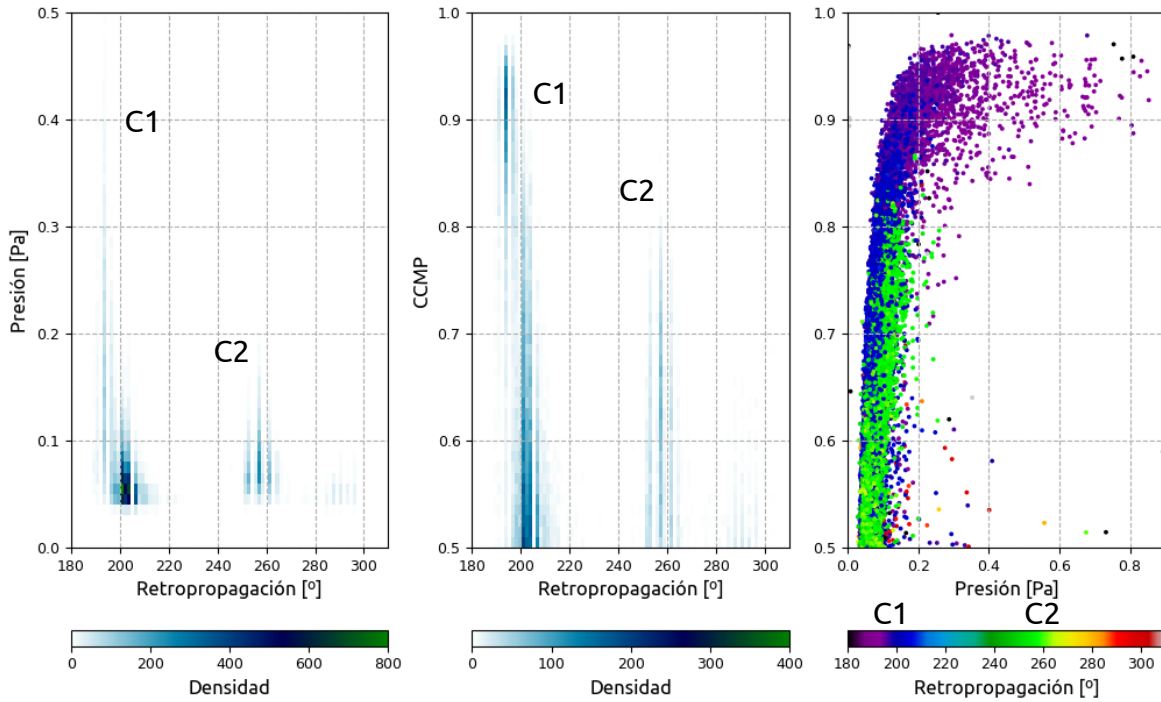 0.5
0.4
0.3
0.2
0.1
0.0
Presión [Pa]
C1
C2
180 200 220 240 260 280 300
Retropropagación [º]
0 200 400 600 800
Densidad
1.0
0.9
0.8
0.7
0.6
0.5
CCMP
C1
C2
180 200 220 240 260 280 300
Retropropagación [º]
0 100 200 300 400
Densidad
1.0
0.9
0.8
0.7
0.6
0.5
0.0 0.2 0.4 0.6 0.8
Presión [Pa]
C1 C2
180 200 220 240 260 280 300
Retropropagación [º]